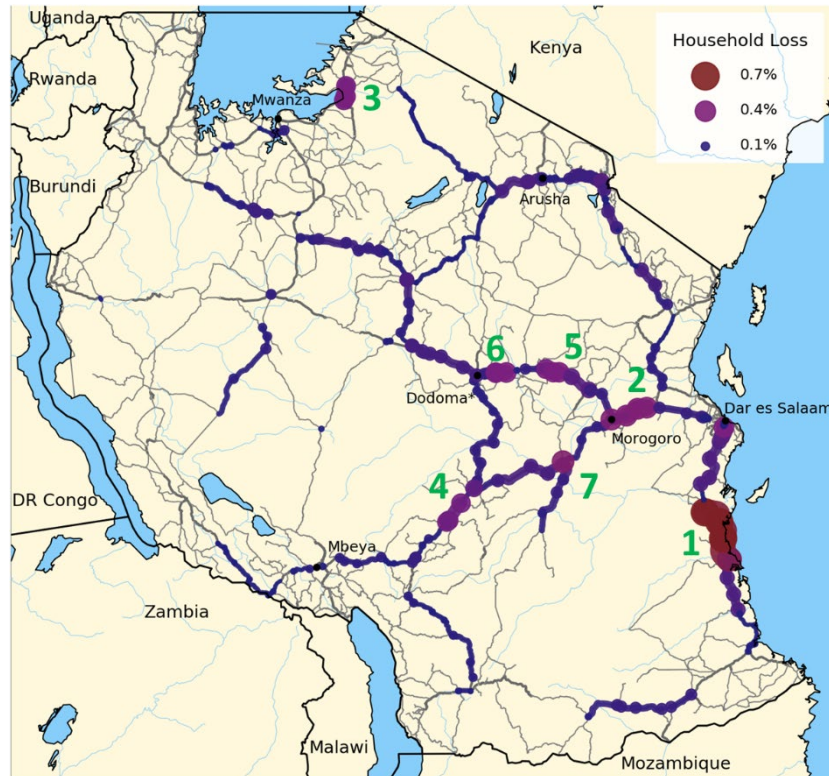 Uganda
Kenya
Household Loss
0.7%
0.4%
0.1%
Rwanda
Mwanza
3
Burundi
Arusha
6
5
2
Dodoma*
Dar es Salaam
Morogoro
4
7
DR Congo
1
Mbeya
Zambia
Malawi
Mozambique